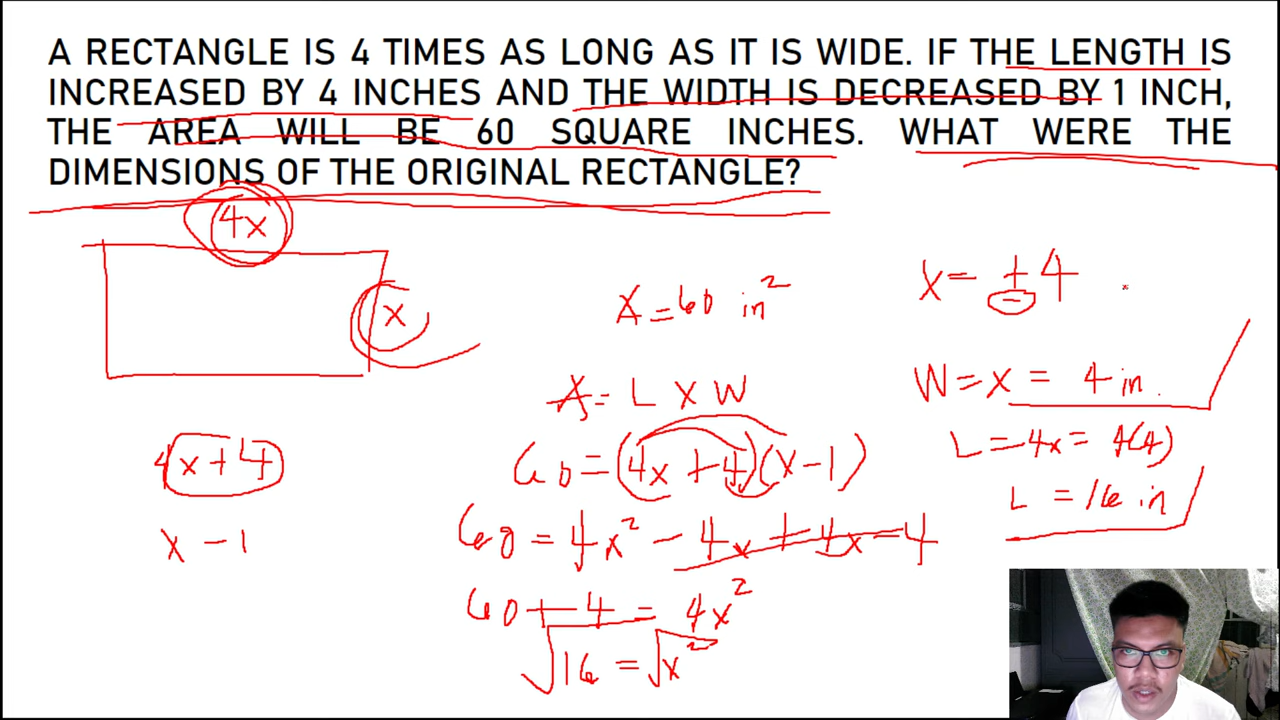 A RECTANGLE IS 4 TIMES AS LONG AS IT IS WIDE. IF THE LENGTH IS
INCREASED BY 4 INCHES AND THE WIDTH IS DECREASED BY 1 INCH,
THE AREA WILL BE 60 SQUARE INCHES. WHAT WERE THE
DIMENSIONS OF THE ORIGINAL RECTANGLE?
4x
x
4x+4
x-1
A=60 in²
A=L x W
60=(4x+4)(x-1)
60=4x²-4x+4x-4
60+4=4x²
√16=√x²
x=±4
W=x=4in.
L=4x=4(4)
L=16 in